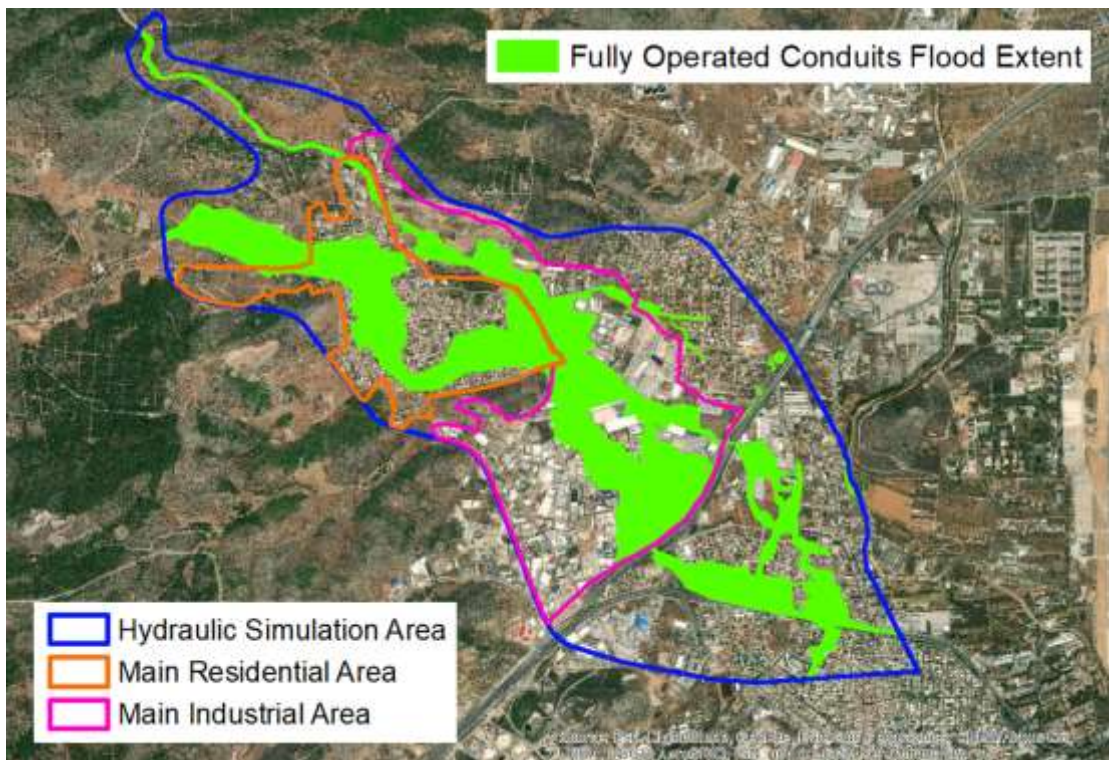 Fully Operated Conduits Flood Extent
Hydraulic Simulation Area
Main Residential Area
Main Industrial Area